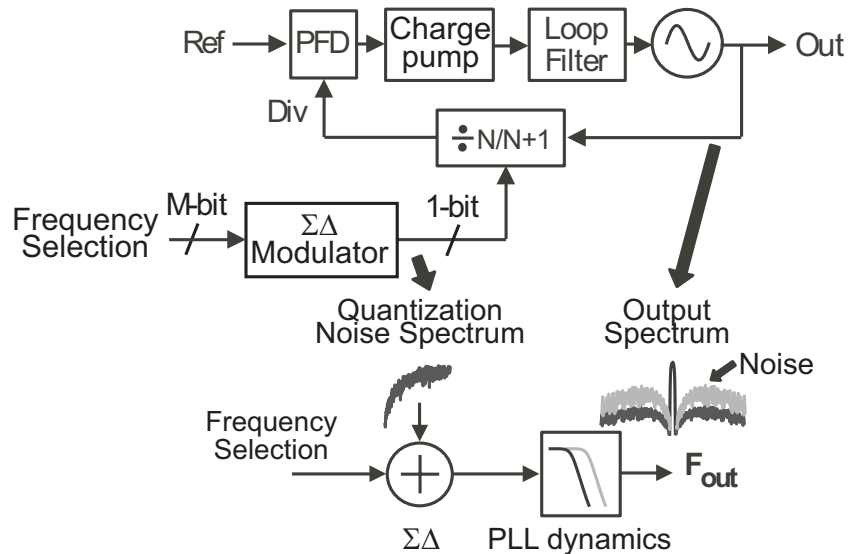 Ref
PFD
Charge
pump
Loop
Filter
Out
Div
÷ N/N+1
Frequency
Selection
M-bit
ΣΔ
Modulator
1-bit
Quantization
Noise Spectrum
Output
Spectrum
Noise
Frequency
Selection
+
F_out
ΣΔ
PLL dynamics